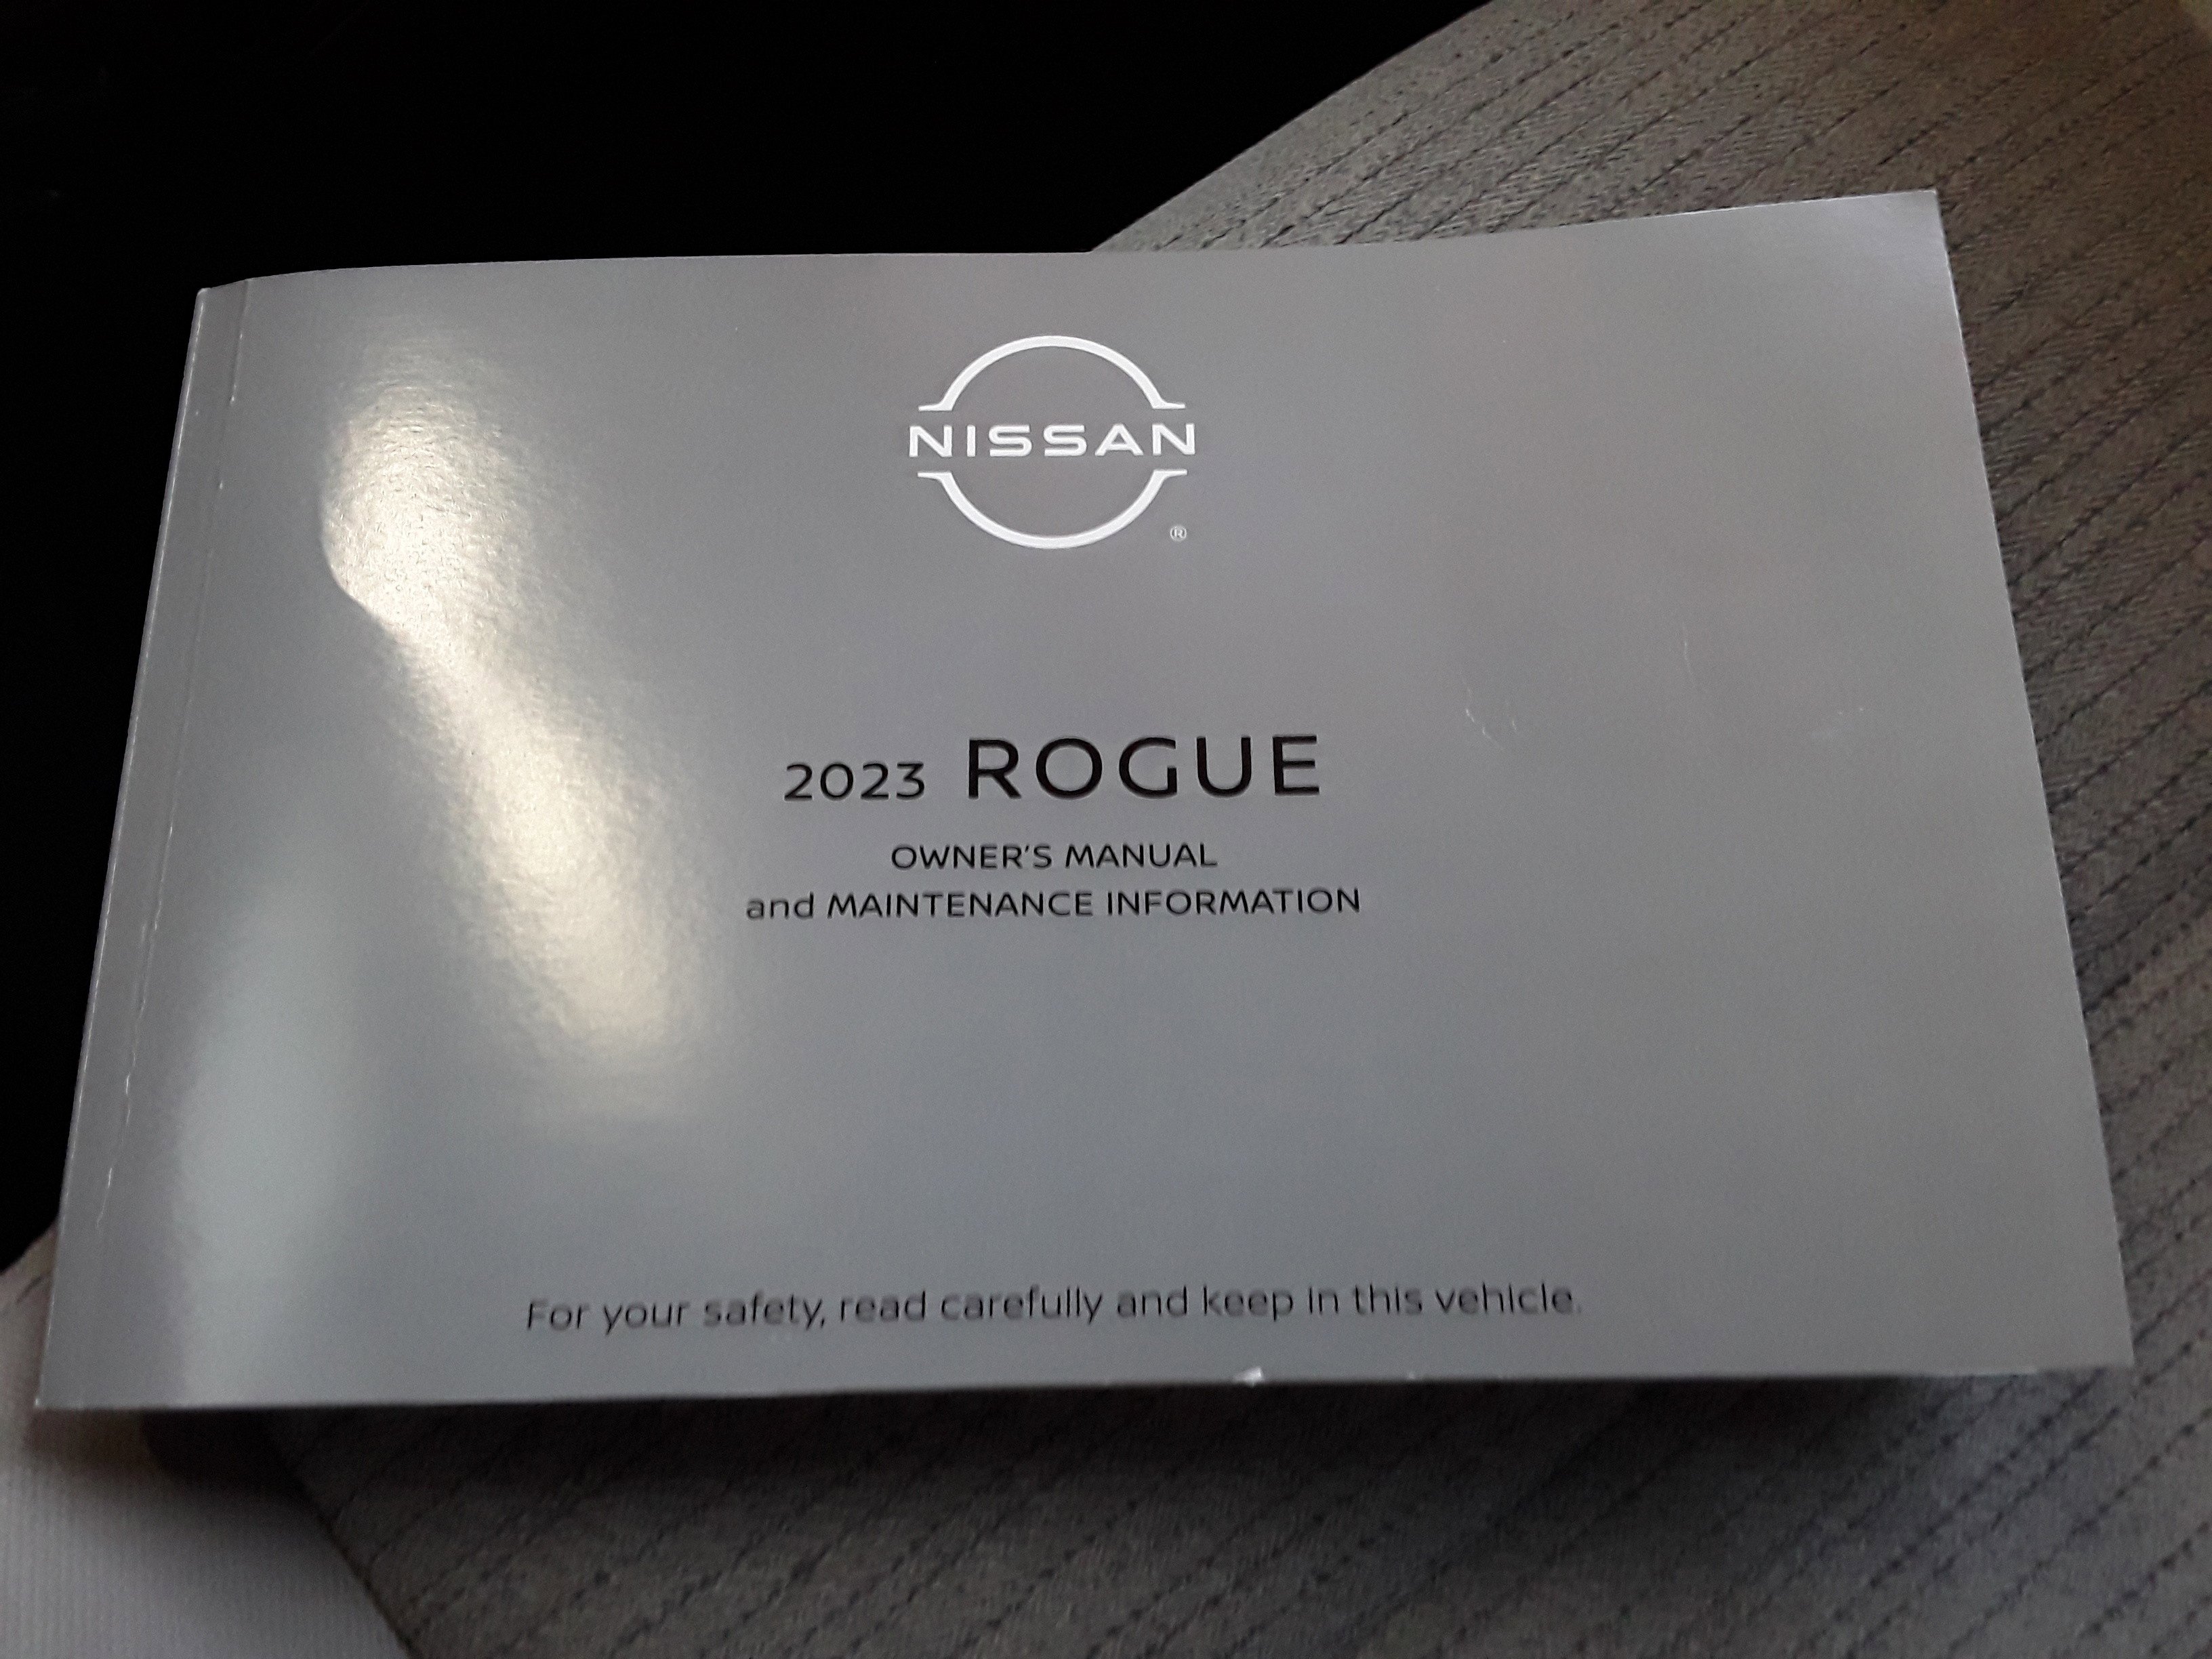 NISSAN
®
2023 ROGUE
OWNER'S MANUAL
and MAINTENANCE INFORMATION
For your safety, read carefully and keep in this vehicle.